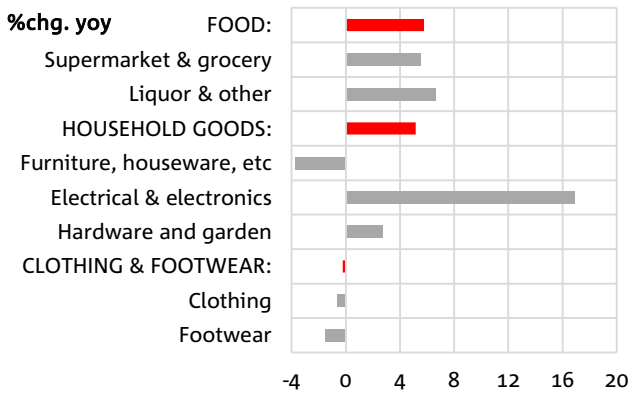 %chg. yoy
FOOD:
Supermarket & grocery
Liquor & other
HOUSEHOLD GOODS:
Furniture, houseware, etc
Electrical & electronics
Hardware and garden
CLOTHING & FOOTWEAR:
Clothing
Footwear
-4 0 4 8 12 16 20